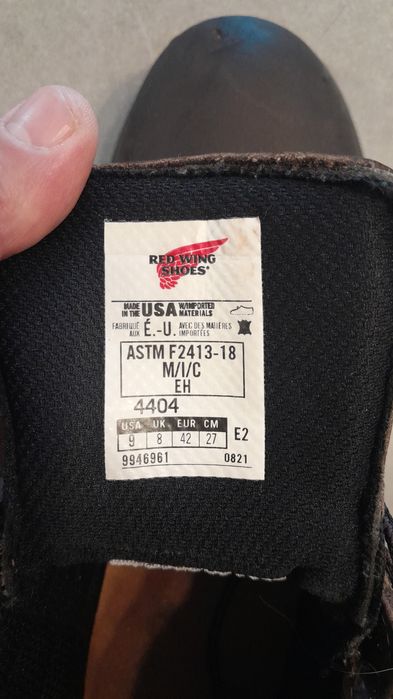 RED WING
SHOES®
MADE IN THE USA W/IMPORTED MATERIALS
FABRIQUÉ AUX É.-U. AVEC DES MATIÈRES IMPORTÉES
ASTM F2413-18
M/I/C
EH
4404
USA UK EUR CM
9 8 42 27 E2
9946961 0821